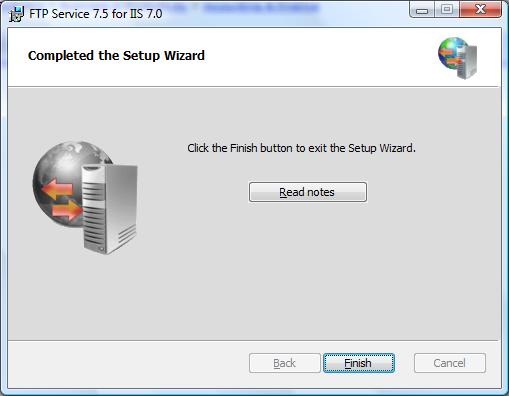 FTP Service 7.5 for IIS 7.0
Completed the Setup Wizard
Click the Finish button to exit the Setup Wizard.
Read notes
Back
Finish
Cancel